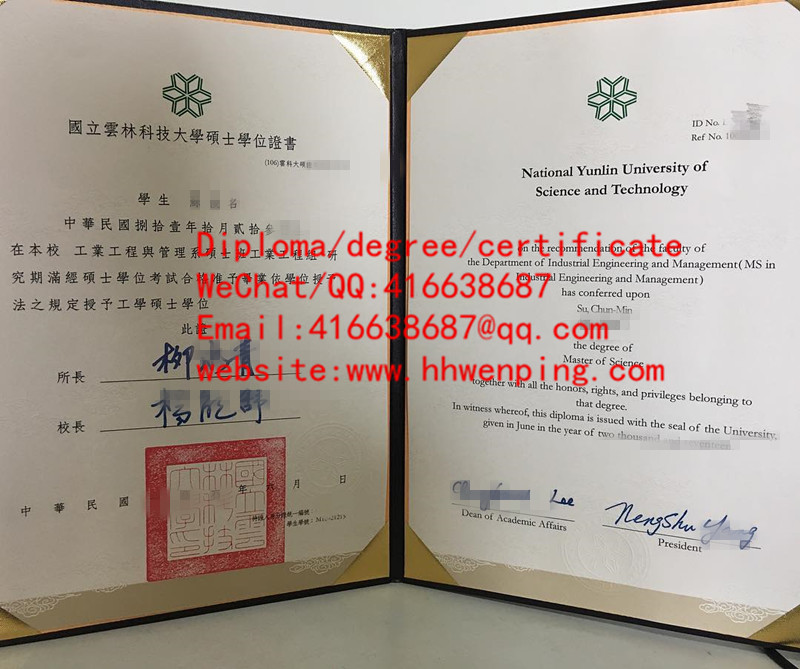 國立雲林科技大學碩士學位證書
(106)雲科大碩
學生
中華民國捌拾壹年拾月貳拾參
在本校 工業工程與管理系碩士班工業工程組 研
究期滿經碩士學位考試合格准予畢業依學位授予
法之規定授予工學碩士學位
此證
所長
校長
中華民國 年六月 日
學生學號:
ID No.
Ref No. 10
National Yunlin University of
Science and Technology
on the recommendation of the faculty of
the Department of Industrial Engineering and Management( MS in
Industrial Engineering and Management )
has conferred upon
Su, Chun-Min
the degree of
Master of Science
together with all the honors, rights, and privileges belonging to
that degree.
In witness whereof, this diploma is issued with the seal of the University,
given in June in the year of two thousand seventeen
Lee
Dean of Academic Affairs
Nengshu Yang
President
Diploma/degree/certificate
WeChat/QQ:416638687
Email:416638687@qq.com
website:www.hhwenping.com